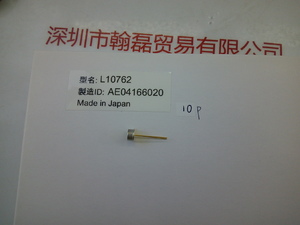 深圳市翰磊贸易有限公司
型名: L10762
製造ID: AE04166020
Made in Japan
10p